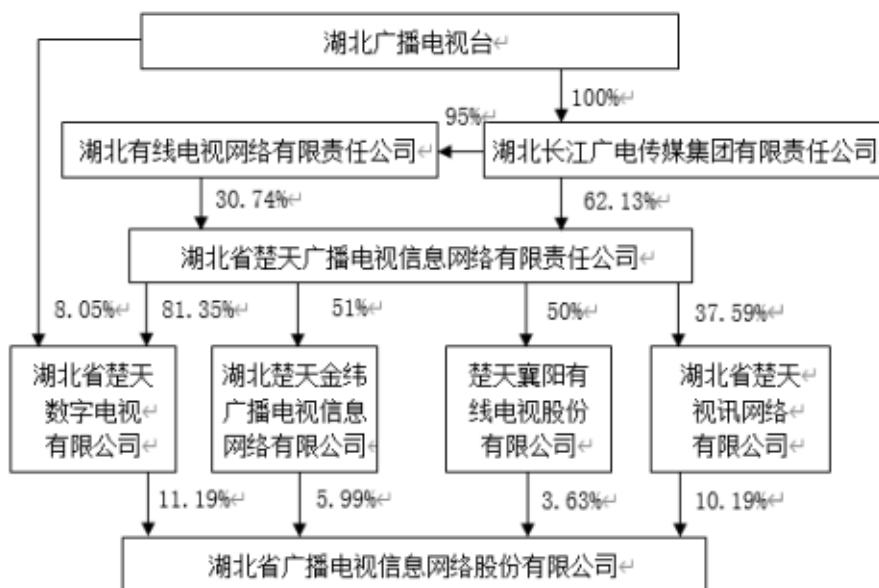 湖北广播电视台↵
100%↵
95%↵
湖北有线电视网络有限责任公司↵
湖北长江广电传媒集团有限责任公司
30.74%↵
62.13%↵
湖北省楚天广播电视信息网络有限责任公司↵
8.05%↵
81.35%↵
51%↵
50%↵
37.59%↵
湖北省楚天
数字电视↵
有限公司↵
湖北楚天金纬
广播电视信息
网络有限公司↵
楚天襄阳有
线电视股份
有限公司↵
湖北省楚天↵
视讯网络↵
有限公司↵
11.19%↵
5.99%↵
3.63%↵
10.19%↵
湖北省广播电视信息网络股份有限公司↵